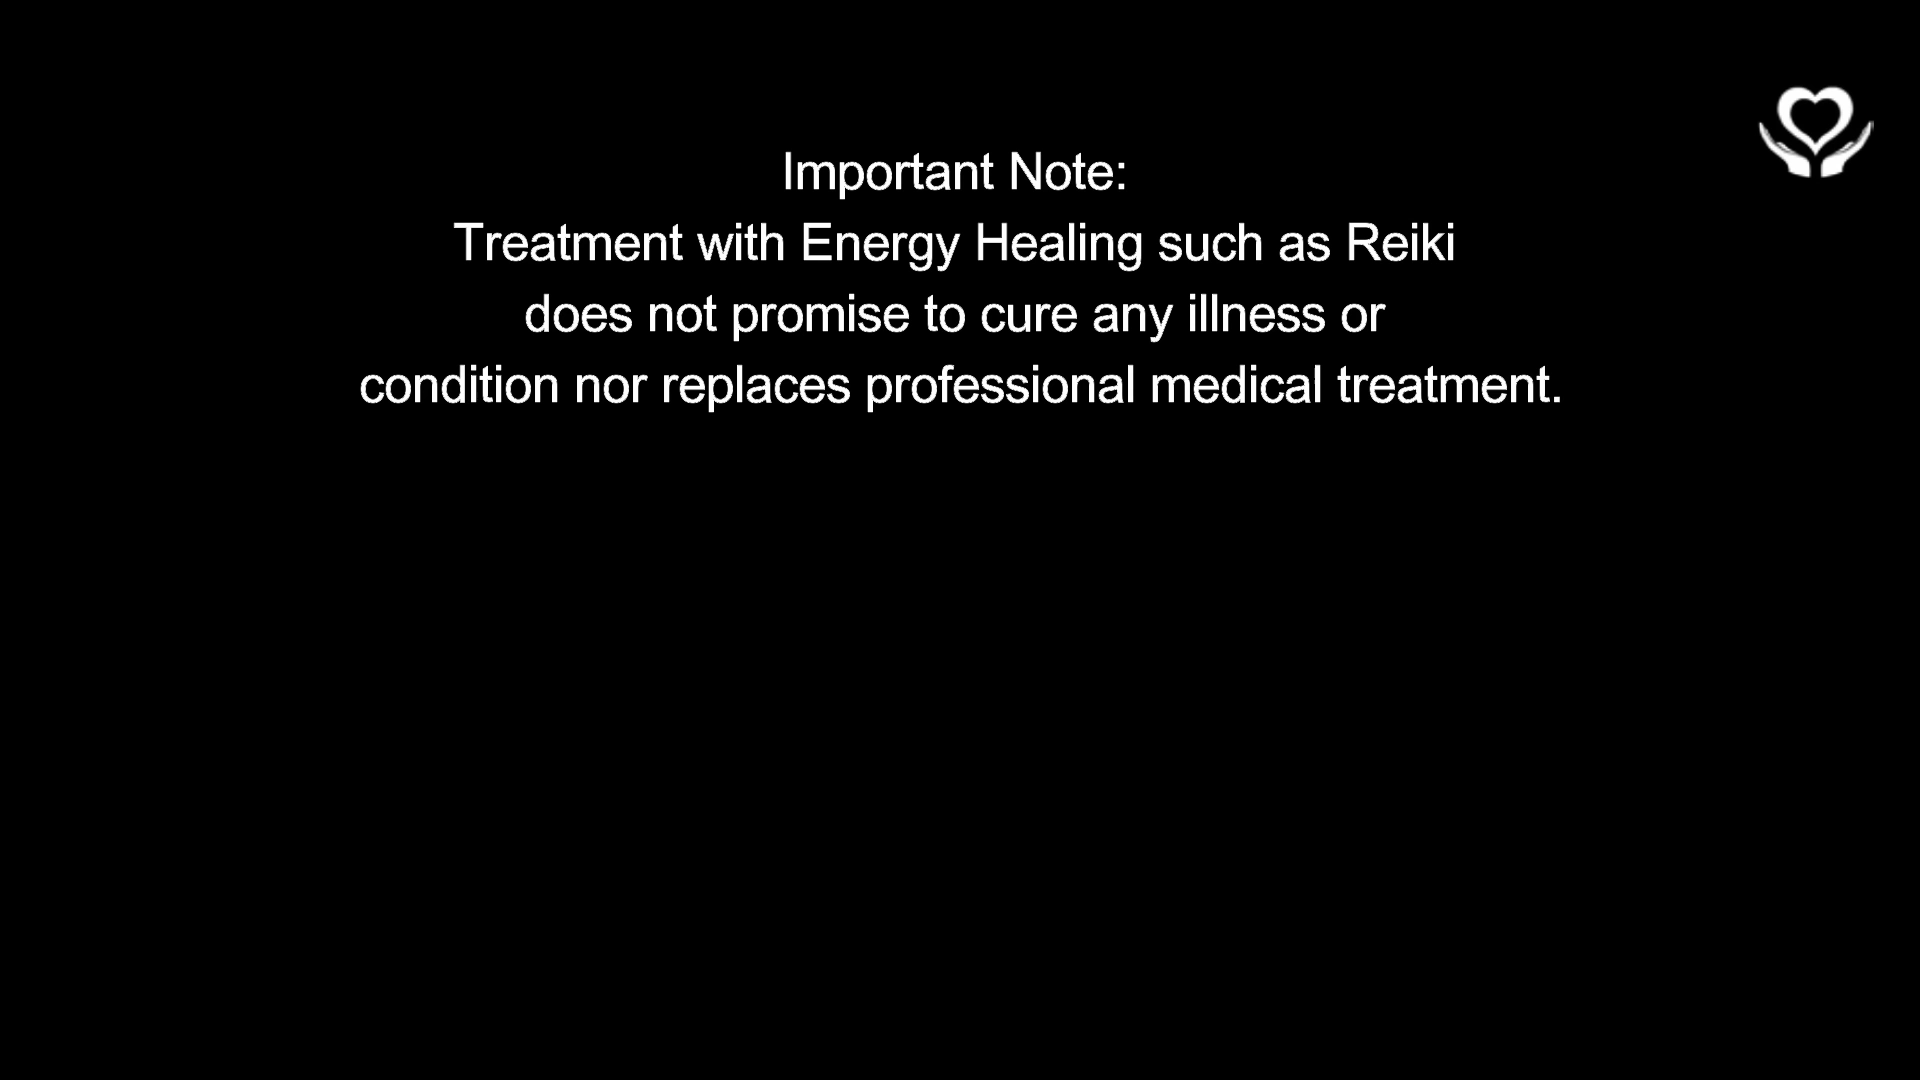 Important Note:
Treatment with Energy Healing such as Reiki
does not promise to cure any illness or
condition nor replaces professional medical treatment.